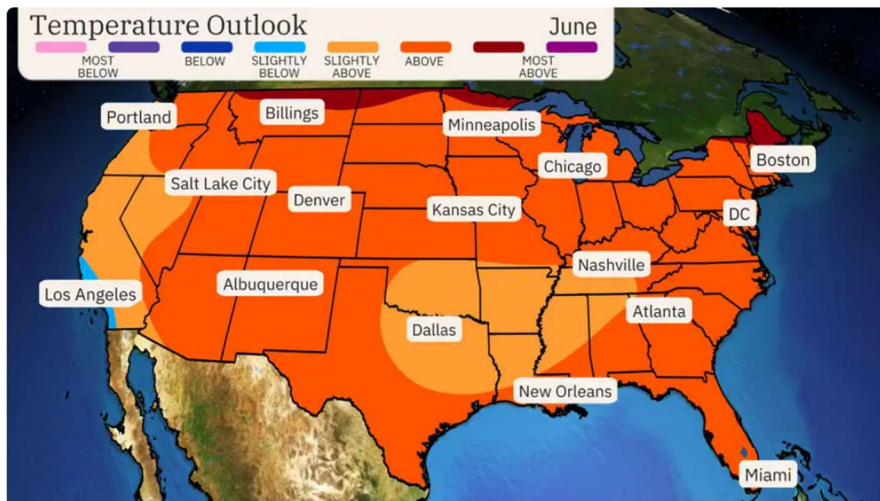 Temperature Outlook
June
MOST
BELOW
BELOW
SLIGHTLY
BELOW
SLIGHTLY
ABOVE
ABOVE
MOST
ABOVE
Portland
Billings
Minneapolis
Boston
Chicago
Salt Lake City
Denver
Kansas City
DC
Nashville
Albuquerque
Los Angeles
Atlanta
Dallas
New Orleans
Miami